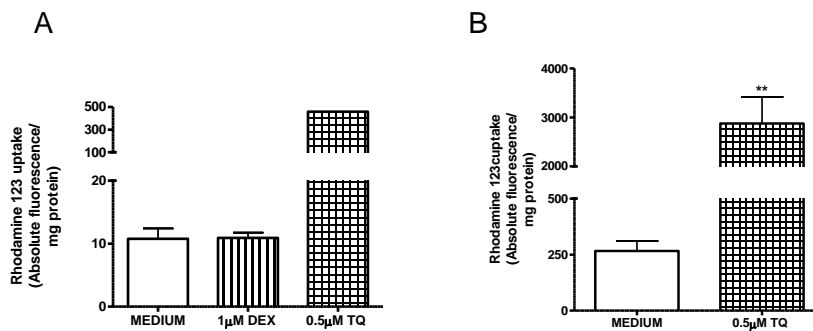 A
Rhodamine 123 uptake
(Absolute fluorescence/
mg protein)
500
300
100
20
10
0
MEDIUM
1μM DEX
0.5μM TQ
B
Rhodamine 123cuptake
(Absolute fluorescence/
mg protein)
4000
3000
2000
500
250
0
**
MEDIUM
0.5μM TQ